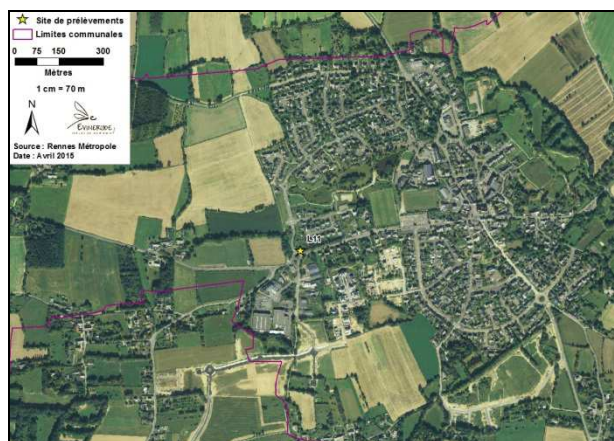 Site de prélèvements
Limites communales
0 75 150 300
Mètres
1 cm = 70 m
N
EVINERUDE
Source : Rennes Métropole
Date : Avril 2015
L11